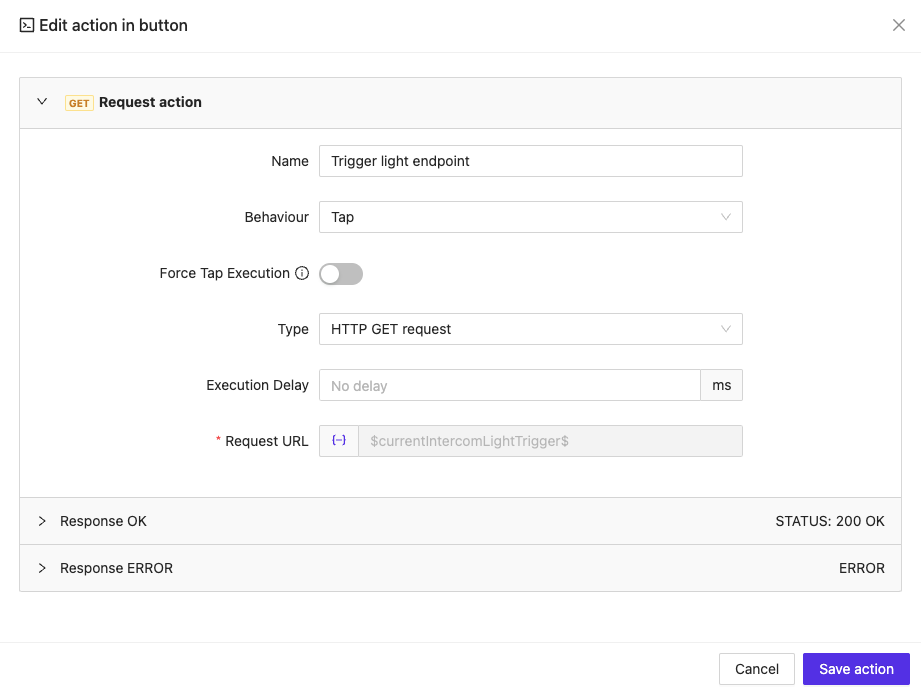 Edit action in button
GET Request action
Name Trigger light endpoint
Behaviour Tap
Force Tap Execution
Type HTTP GET request
Execution Delay No delay ms
* Request URL {···} $currentIntercomLightTrigger$
Response OK STATUS: 200 OK
Response ERROR ERROR
Cancel Save action